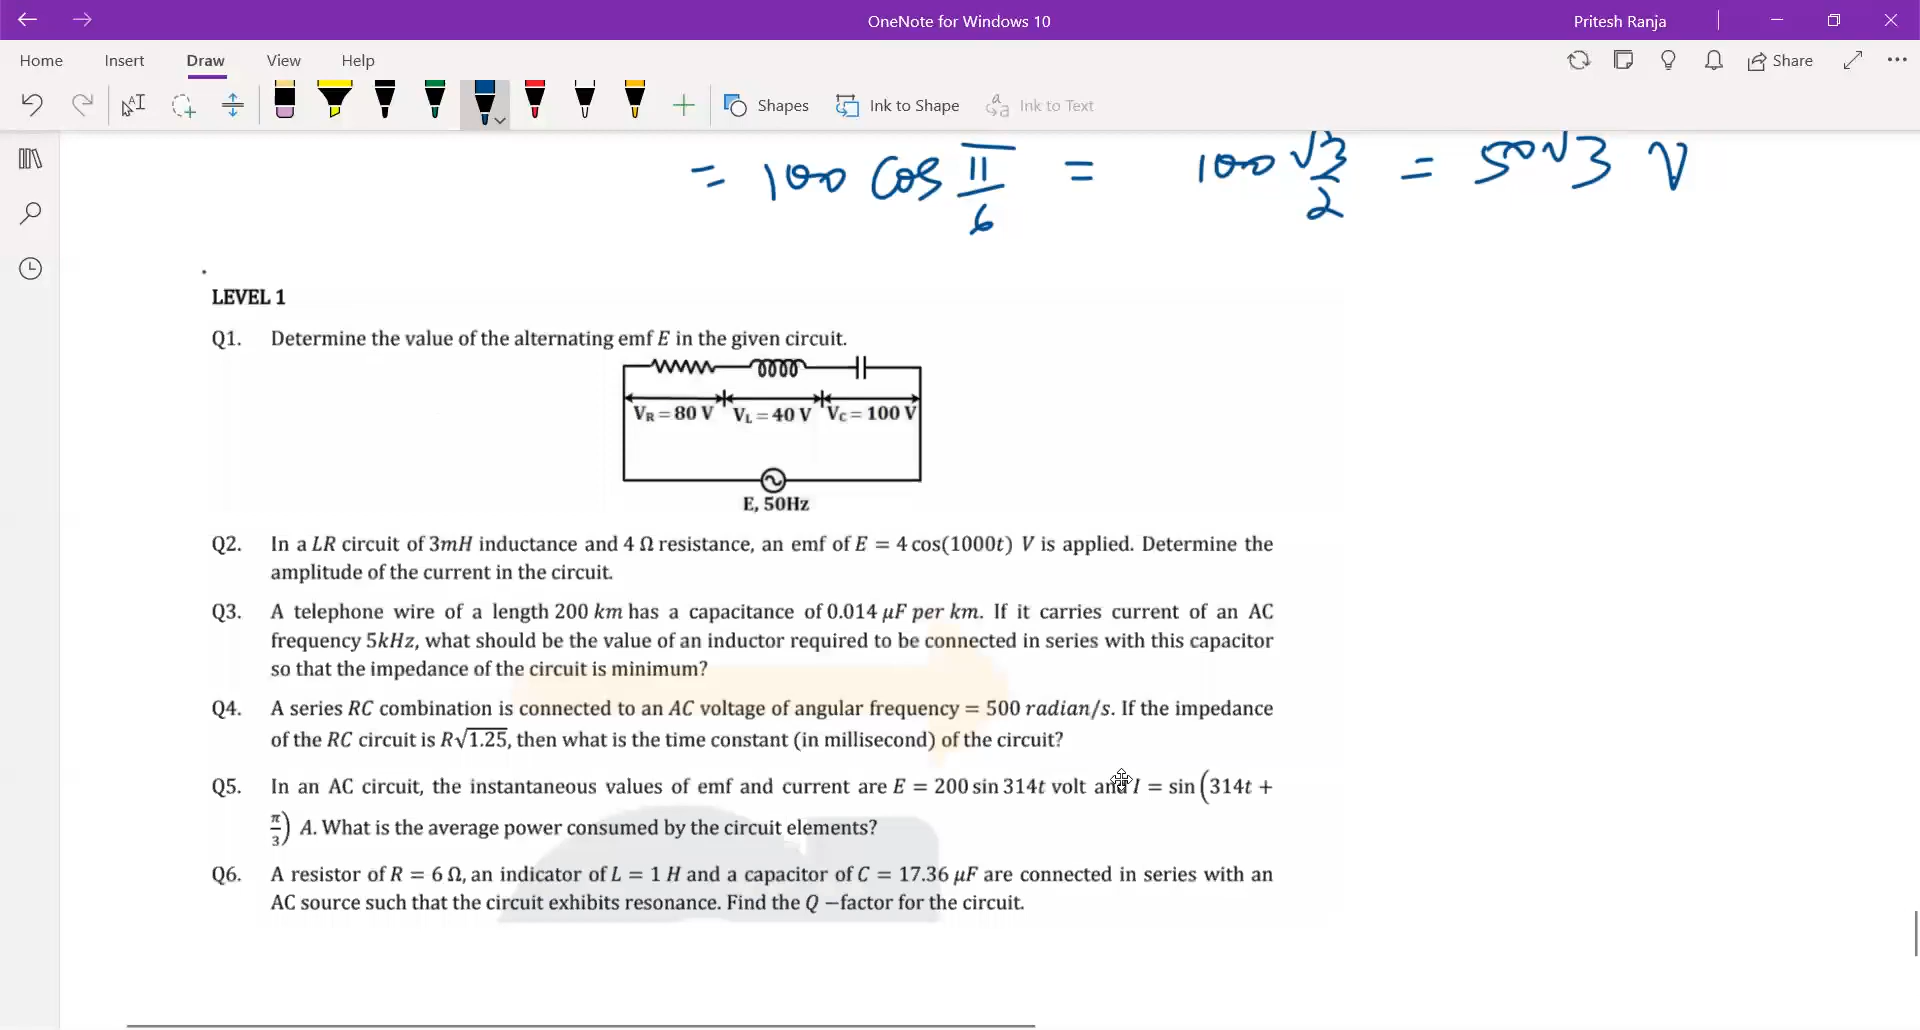 OneNote for Windows 10
Pritesh Ranja
Home Insert Draw View Help
Share
Shapes Ink to Shape Ink to Text
= 100 cos π/6 = 100 √3/2 = 50√3 V
LEVEL 1
Q1. Determine the value of the alternating emf E in the given circuit.
V_R = 80 V V_L = 40 V V_C = 100 V
E, 50Hz
Q2. In a LR circuit of 3mH inductance and 4 Ω resistance, an emf of E = 4 cos(1000t) V is applied. Determine the
amplitude of the current in the circuit.
Q3. A telephone wire of a length 200 km has a capacitance of 0.014 μF per km. If it carries current of an AC
frequency 5kHz, what should be the value of an inductor required to be connected in series with this capacitor
so that the impedance of the circuit is minimum?
Q4. A series RC combination is connected to an AC voltage of angular frequency = 500 radian/s. If the impedance
of the RC circuit is R√1.25, then what is the time constant (in millisecond) of the circuit?
Q5. In an AC circuit, the instantaneous values of emf and current are E = 200 sin 314t volt and I = sin (314t +
π/3) A. What is the average power consumed by the circuit elements?
Q6. A resistor of R = 6 Ω, an indicator of L = 1 H and a capacitor of C = 17.36 μF are connected in series with an
AC source such that the circuit exhibits resonance. Find the Q −factor for the circuit.